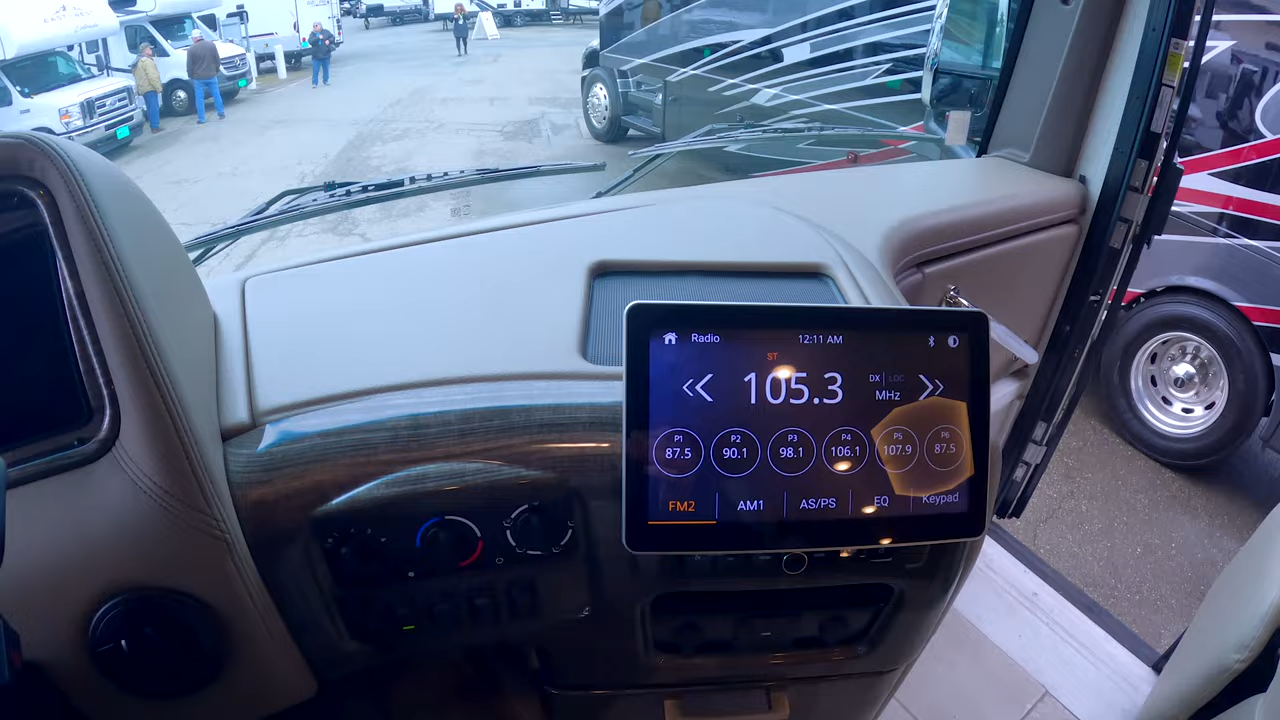 Radio
12:11 AM
ST
105.3
DX | LOC
MHz
P1
87.5
P2
90.1
P3
98.1
P4
106.1
P5
107.9
P6
87.5
FM2
AM1
AS/PS
EQ
Keypad